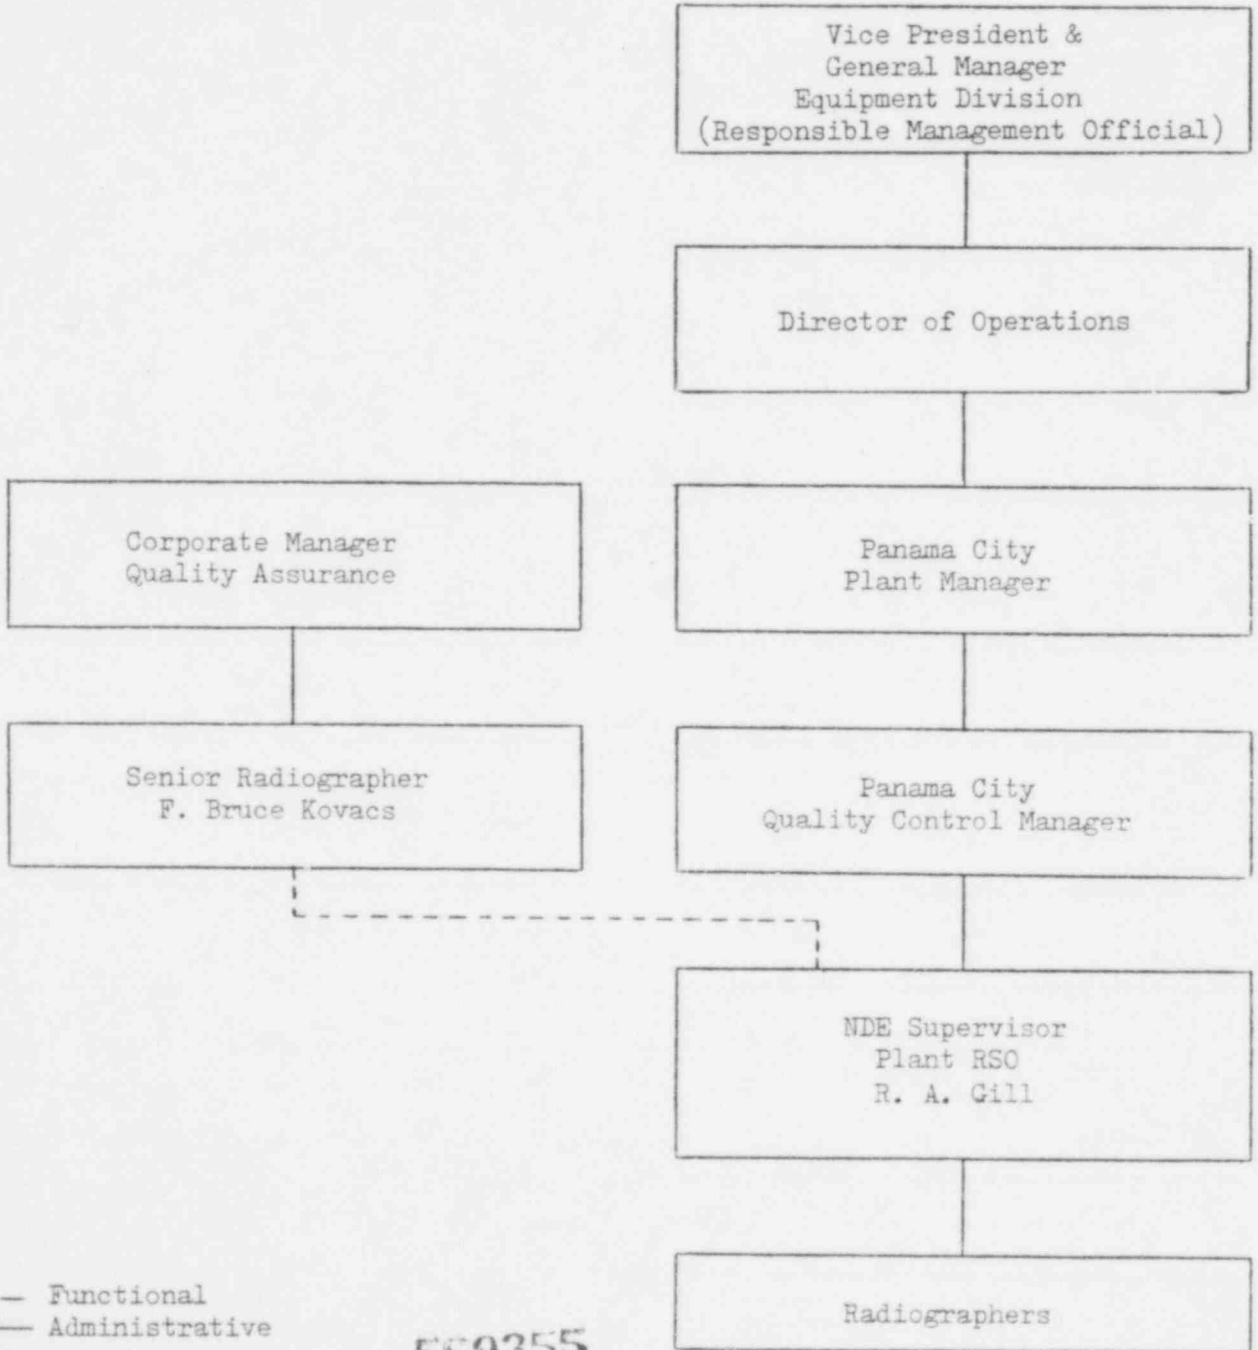 Vice President &
General Manager
Equipment Division
(Responsible Management Official)
Director of Operations
Corporate Manager
Quality Assurance
Panama City
Plant Manager
Senior Radiographer
F. Bruce Kovacs
Panama City
Quality Control Manager
NDE Supervisor
Plant RSO
R. A. Gill
Radiographers
— Functional
— Administrative